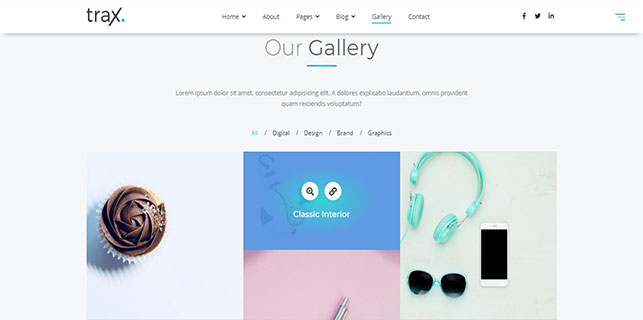 trax.
Home About Pages Blog Gallery Contact
Our Gallery
Lorem ipsum dolor sit amet, consectetur adipisicing elit. A dolores explicabo laudantium, omnis provident
quam reiciendis voluptatum?
All / Digital / Design / Brand / Graphics
Classic Interior